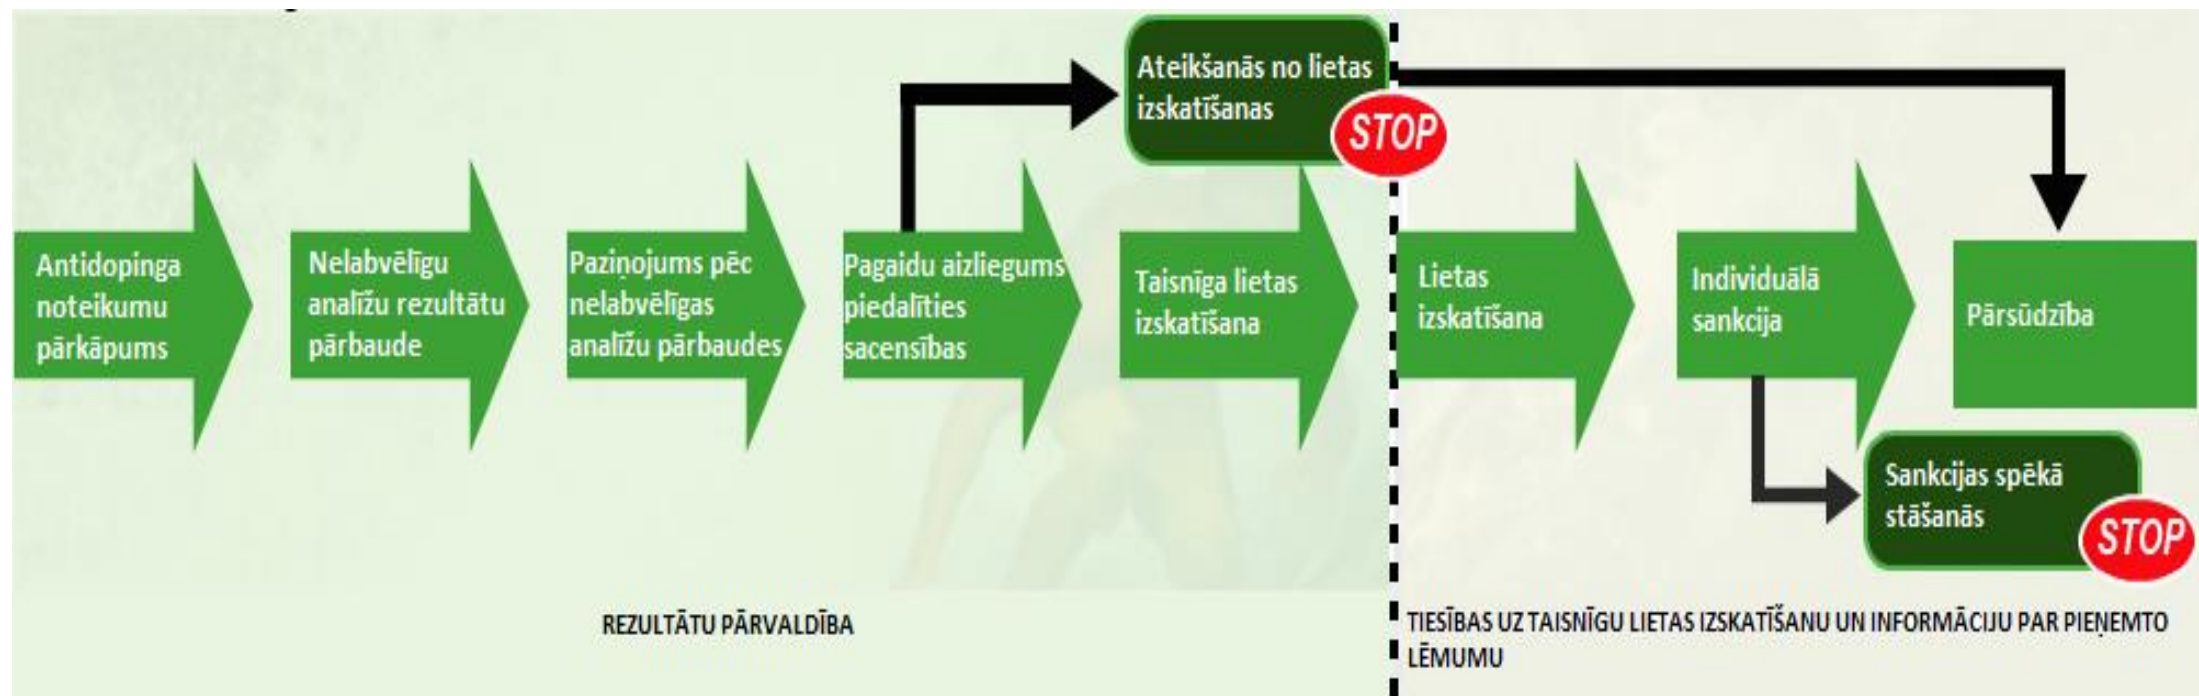 Ateikšanās no lietas
izskatīšanas
STOP
Antidopinga
noteikumu
pārkāpums
Nelabvēlīgu
analīžu rezultātu
pārbaude
Paziņojums pēc
nelabvēlīgas
analīžu pārbaudes
Pagaidu aizliegums
piedalīties
sacensībās
Taisnīga lietas
izskatīšana
Lietas
izskatīšana
Individuālā
sankcija
Pārsūdzība
Sankcijas spēkā
stāšanās
STOP
REZULTĀTU PĀRVALDĪBA
TIESĪBAS UZ TAISNĪGU LIETAS IZSKATĪŠANU UN INFORMĀCIJU PAR PIEŅEMTO
LĒMUMU